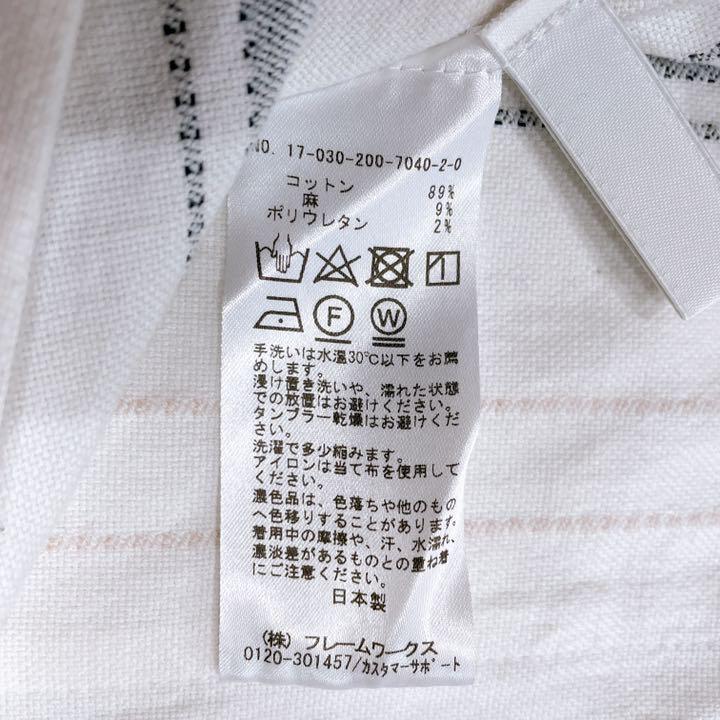 NO. 17-030-200-7040-2-0
コットン 89%
麻 9%
ポリウレタン 2%
F W
手洗いは水温30℃以下をお薦
めします。
浸け置き洗いや、濡れた状態
での放置はお避けください。
タンブラー乾燥はお避けくだ
さい。
洗濯で多少縮みます。
アイロンは当て布を使用して
ください。
濃色品は、色落ちや他のもの
へ色移りすることがあります。
着用中の摩擦や、汗、水濡れ、
濃淡差があるものとの重ね着
にご注意ください。
日本製
(株) フレームワークス
0120-301457/カスタマーサポート